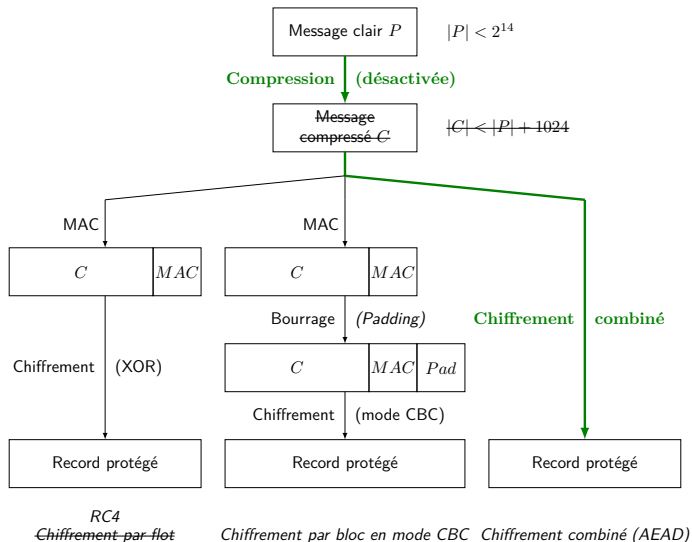 Message clair P |P| < 2^14
Compression (désactivée)
Message
compressé C |C| < |P| + 1024
MAC MAC
C MAC C MAC
Bourrage (Padding) Chiffrement combiné
Chiffrement (XOR) C MAC Pad
Chiffrement (mode CBC)
Record protégé Record protégé Record protégé
RC4
Chiffrement par flot Chiffrement par bloc en mode CBC Chiffrement combiné (AEAD)